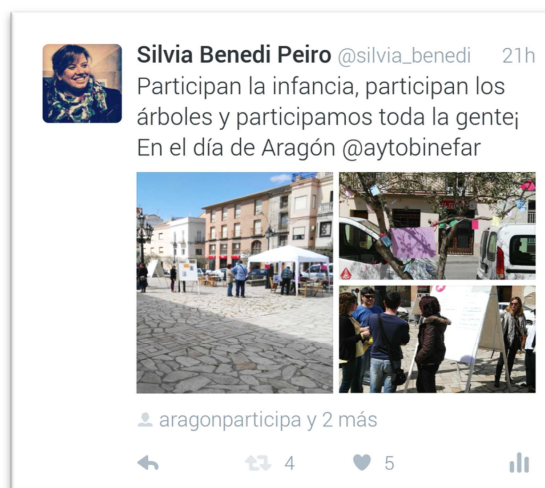 Silvia Benedi Peiro @silvia_benedi 21h
Participan la infancia, participan los
árboles y participamos toda la gente¡
En el día de Aragón @aytobinefar
aragonparticipa y 2 más
4 5